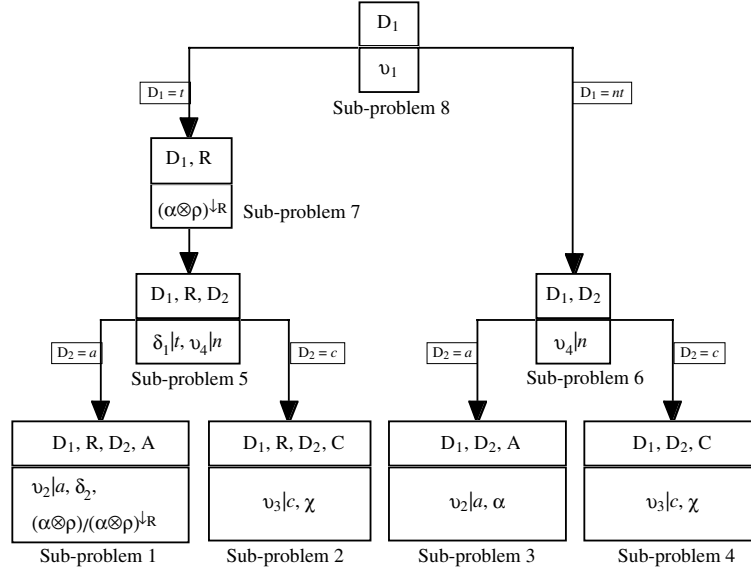 D₁
υ₁
Sub-problem 8
D₁ = t
D₁ = nt
D₁, R
(α⊗ρ)↓R
Sub-problem 7
D₁, R, D₂
δ₁|t, υ₄|n
Sub-problem 5
D₂ = a
D₂ = c
D₁, D₂
υ₄|n
Sub-problem 6
D₂ = a
D₂ = c
D₁, R, D₂, A
υ₂|a, δ₂,
(α⊗ρ)/(α⊗ρ)↓R
Sub-problem 1
D₁, R, D₂, C
υ₃|c, χ
Sub-problem 2
D₁, D₂, A
υ₂|a, α
Sub-problem 3
D₁, D₂, C
υ₃|c, χ
Sub-problem 4